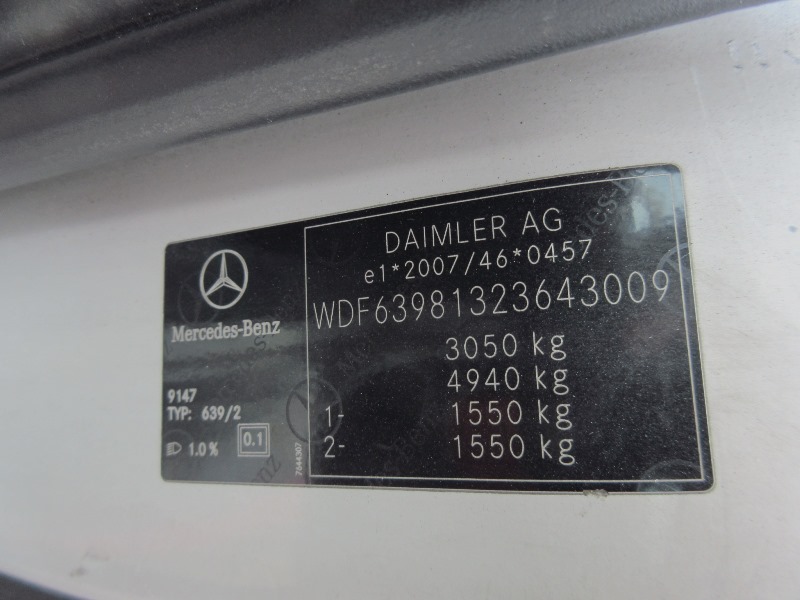 Mercedes-Benz
9147
TYP: 639/2
1.0 %
0.1
7644307
DAIMLER AG
e1*2007/46*0457
WDF63981323643009
3050 kg
4940 kg
1- 1550 kg
2- 1550 kg